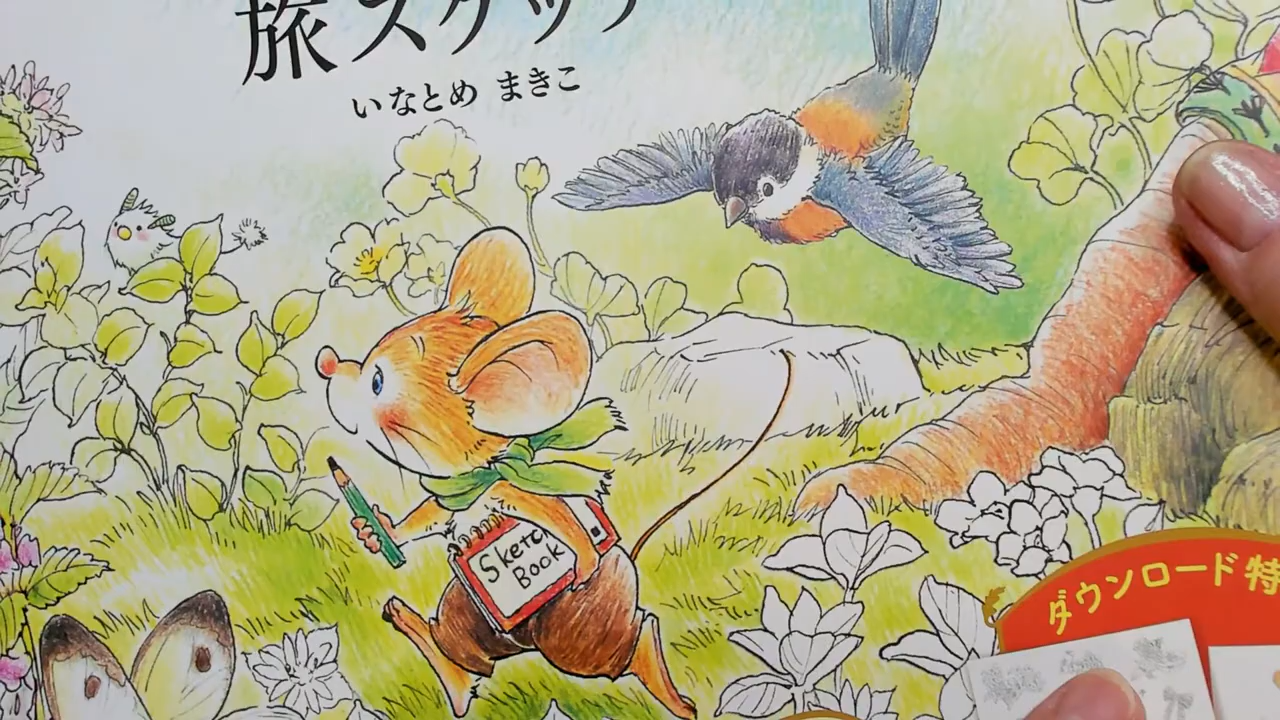 旅スケッチ
いなとめ まきこ
Sketch
Book
ダウンロード特